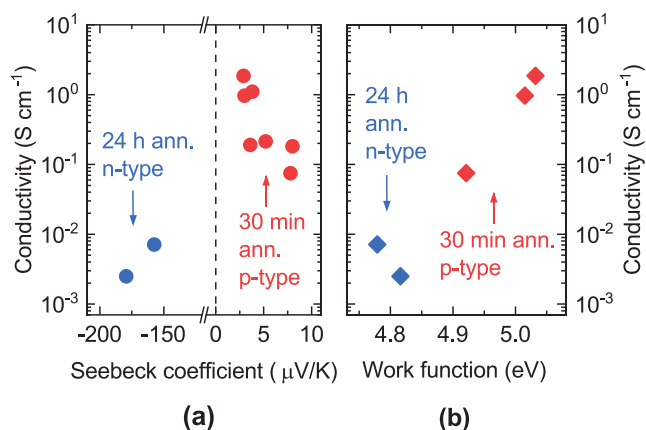 10¹ 10¹
10⁰ 10⁰
10⁻¹ 10⁻¹
10⁻² 10⁻²
10⁻³ 10⁻³
Conductivity (S cm⁻¹)
24 h ann.
n-type
30 min
ann.
p-type
-200 -150 0 5 10
Seebeck coefficient ( μV/K)
(a)
24 h
ann.
n-type
30 min ann.
p-type
4.8 4.9 5.0
Work function (eV)
(b)
Conductivity (S cm⁻¹)